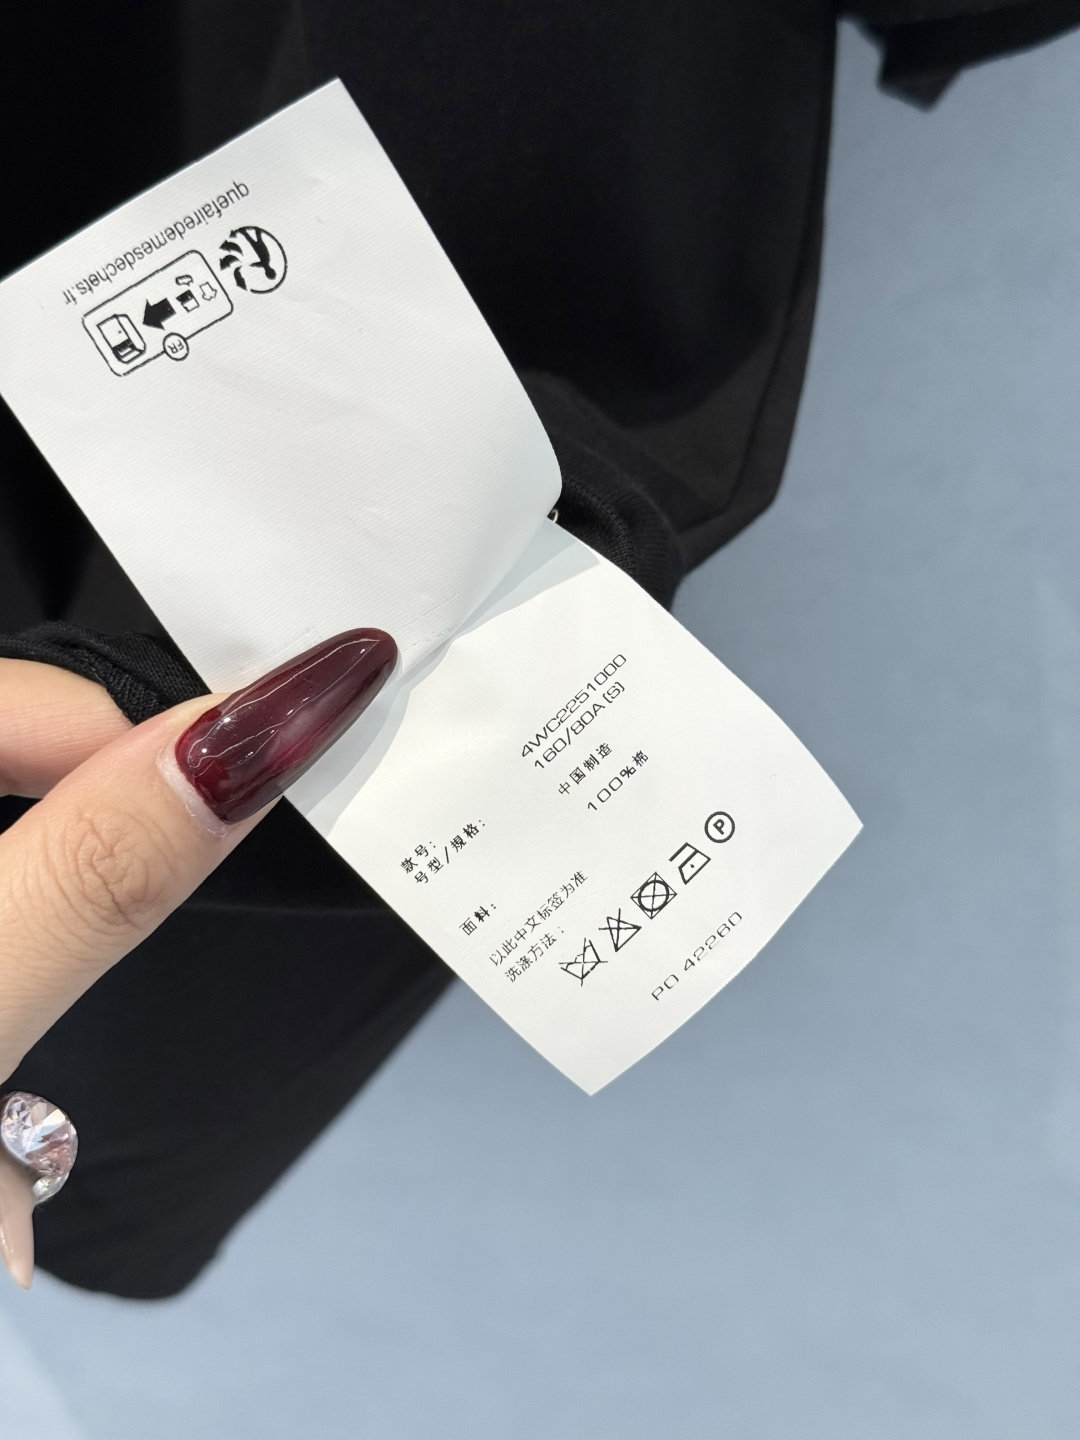 quefairedemesdechets.fr
FR
款号: 4WC2251000
号型/规格: 160/80A (S)
中国制造
面料: 100%棉
以此中文标签为准
洗涤方法:
P
PO 42260